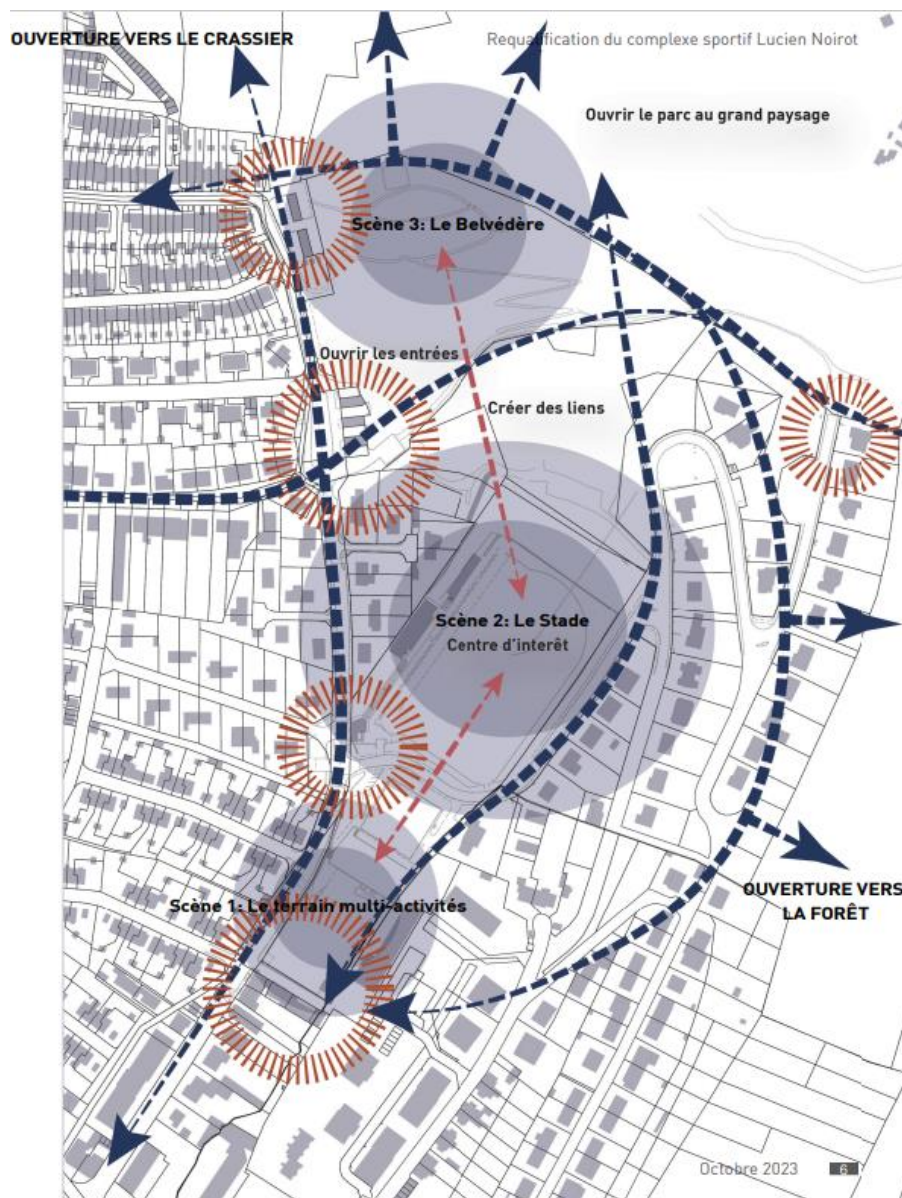 OUVERTURE VERS LE CRASSIER
Requalification du complexe sportif Lucien Noirot
Ouvrir le parc au grand paysage
Scène 3: Le Belvédère
Ouvrir les entrées
Créer des liens
Scène 2: Le Stade
Centre d'interêt
OUVERTURE VERS
LA FORÊT
Scène 1: Le terrain multi-activités
Octobre 2023
6